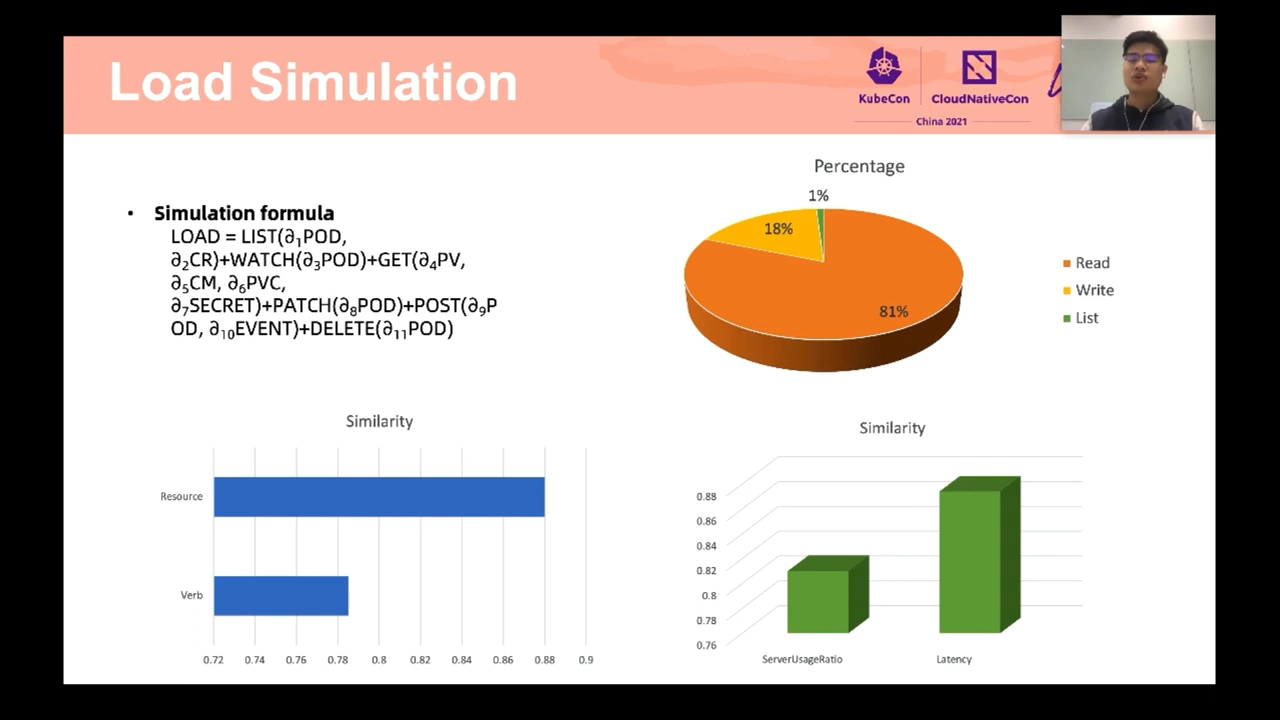 Load Simulation
KubeCon
CloudNativeCon
China 2021
• Simulation formula
LOAD = LIST(∂₁POD,
∂₂CR)+WATCH(∂₃POD)+GET(∂₄PV,
∂₅CM, ∂₆PVC,
∂₇SECRET)+PATCH(∂₈POD)+POST(∂₉P
OD, ∂₁₀EVENT)+DELETE(∂₁₁POD)
Percentage
1%
18%
81%
Read
Write
List
Similarity
Resource
Verb
0.72 0.74 0.76 0.78 0.8 0.82 0.84 0.86 0.88 0.9
Similarity
0.88
0.86
0.84
0.82
0.8
0.78
0.76
ServerUsageRatio Latency